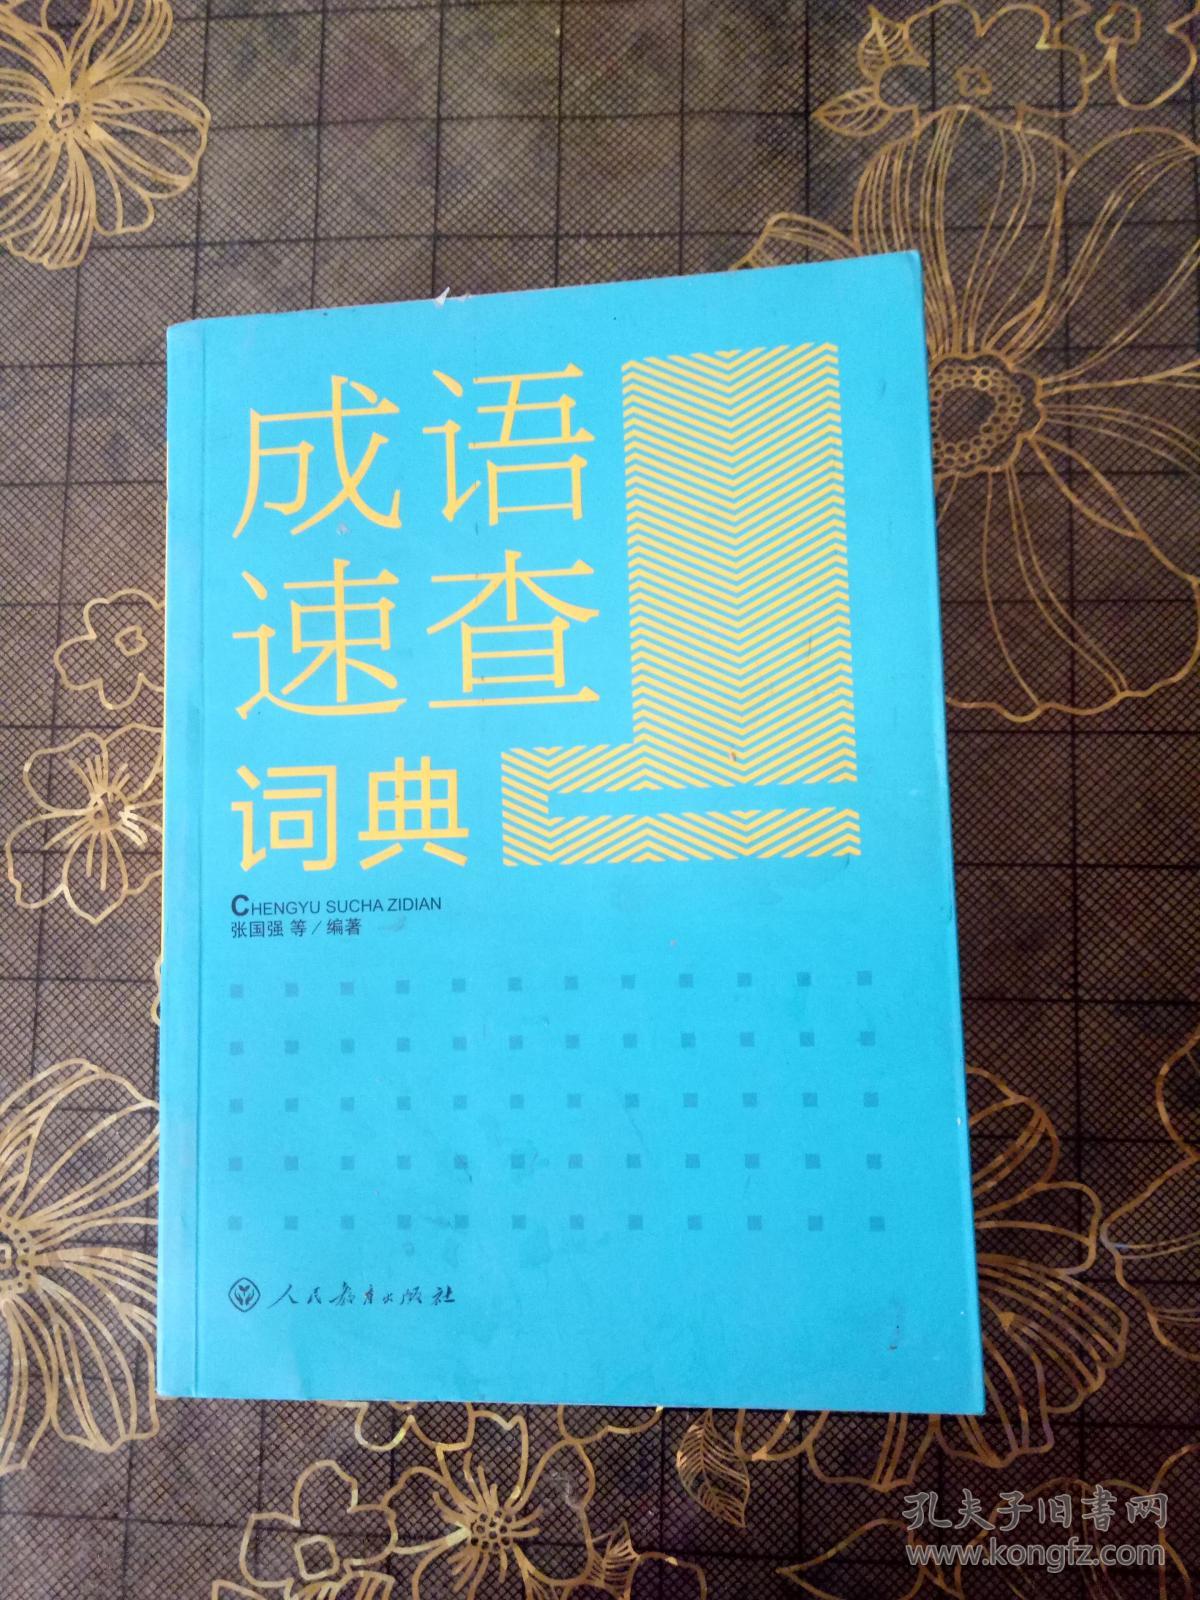 成语
速查
词典
CHENGYU SUCHA ZIDIAN
张国强 等／编著
人民教育出版社
孔夫子旧书网
www.kongfz.com